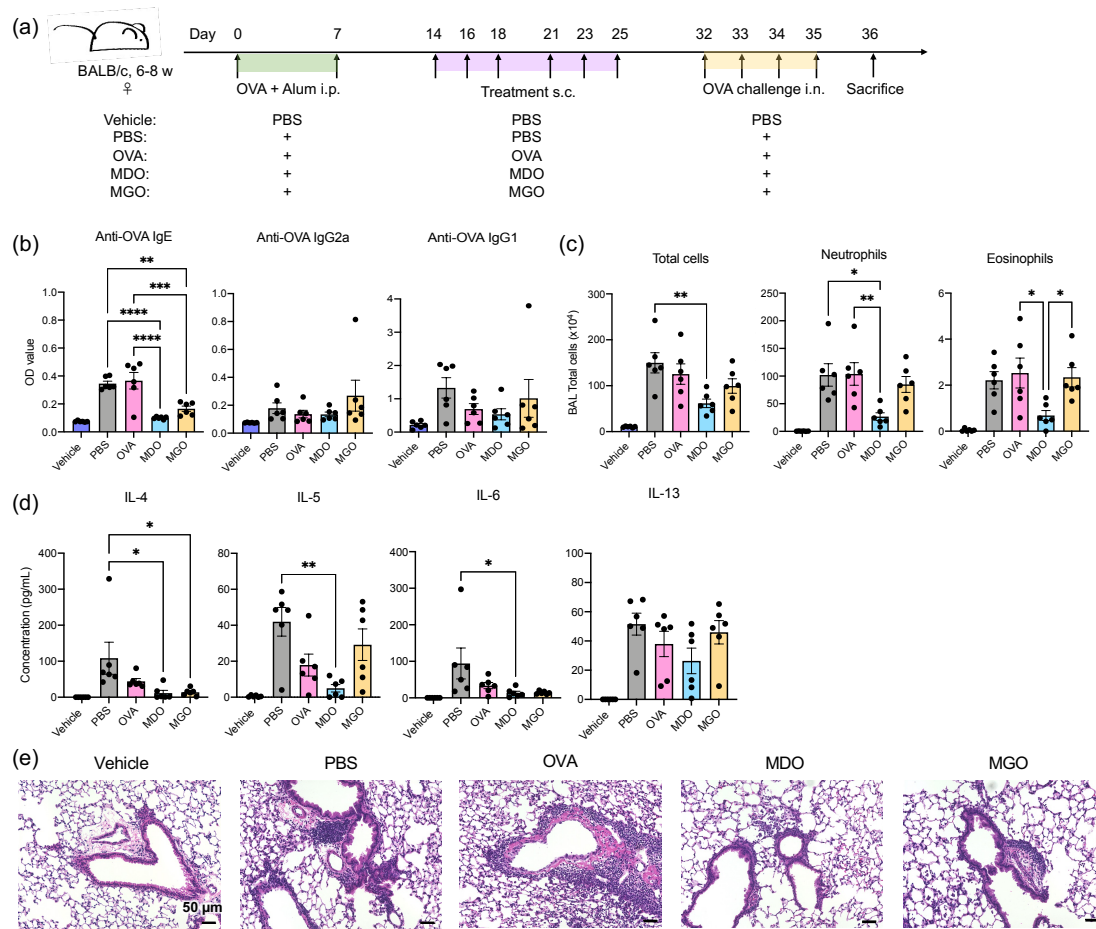 (a)
Day 0 7 14 16 18 21 23 25 32 33 34 35 36
BALB/c, 6-8 w
♀
OVA + Alum i.p. Treatment s.c. OVA challenge i.n. Sacrifice
Vehicle: PBS PBS PBS
PBS: + PBS +
OVA: + OVA +
MDO: + MDO +
MGO: + MGO +
(b)
Anti-OVA IgE Anti-OVA IgG2a Anti-OVA IgG1
** *** **** ****
OD value
1.0 0.8 0.6 0.4 0.2 0.0
Vehicle PBS OVA MDO MGO
1.0 0.8 0.6 0.4 0.2 0.0
Vehicle PBS OVA MDO MGO
4 3 2 1 0
Vehicle PBS OVA MDO MGO
(c)
Total cells Neutrophils Eosinophils
BAL Total cells (x10⁴)
** * ** * *
300 200 100 0
Vehicle PBS OVA MDO MGO
250 200 150 100 50 0
Vehicle PBS OVA MDO MGO
6 4 2 0
Vehicle PBS OVA MDO MGO
(d)
IL-4 IL-5 IL-6 IL-13
Concentration (pg/mL)
* * ** *
400 300 200 100 0
Vehicle PBS OVA MDO MGO
80 60 40 20 0
Vehicle PBS OVA MDO MGO
400 300 200 100 0
Vehicle PBS OVA MDO MGO
100 80 60 40 20 0
Vehicle PBS OVA MDO MGO
(e)
Vehicle PBS OVA MDO MGO
50 μm